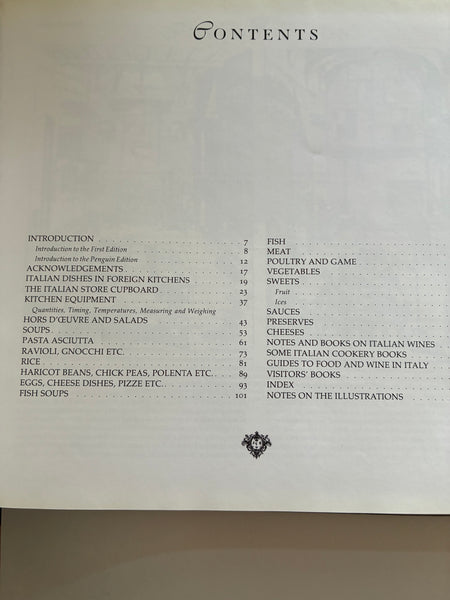 CONTENTS
INTRODUCTION . . . . . . . . . . . . . . . 7
Introduction to the First Edition . . . . . . . . . . . . 8
Introduction to the Penguin Edition . . . . . . . . . . . 12
ACKNOWLEDGEMENTS . . . . . . . . . . . . 17
ITALIAN DISHES IN FOREIGN KITCHENS . . . . . . 19
THE ITALIAN STORE CUPBOARD . . . . . . . . . 23
KITCHEN EQUIPMENT . . . . . . . . . . . . 37
Quantities, Timing, Temperatures, Measuring and Weighing
HORS D'ŒUVRE AND SALADS . . . . . . . . . . 43
SOUPS . . . . . . . . . . . . . . . . . . 53
PASTA ASCIUTTA . . . . . . . . . . . . . . 61
RAVIOLI, GNOCCHI ETC. . . . . . . . . . . . 73
RICE . . . . . . . . . . . . . . . . . . 81
HARICOT BEANS, CHICK PEAS, POLENTA ETC. . . . . 89
EGGS, CHEESE DISHES, PIZZE ETC. . . . . . . . . 93
FISH SOUPS . . . . . . . . . . . . . . . . 101
FISH
MEAT
POULTRY AND GAME
VEGETABLES
SWEETS
Fruit
Ices
SAUCES
PRESERVES
CHEESES
NOTES AND BOOKS ON ITALIAN WINES
SOME ITALIAN COOKERY BOOKS
GUIDES TO FOOD AND WINE IN ITALY
VISITORS' BOOKS
INDEX
NOTES ON THE ILLUSTRATIONS